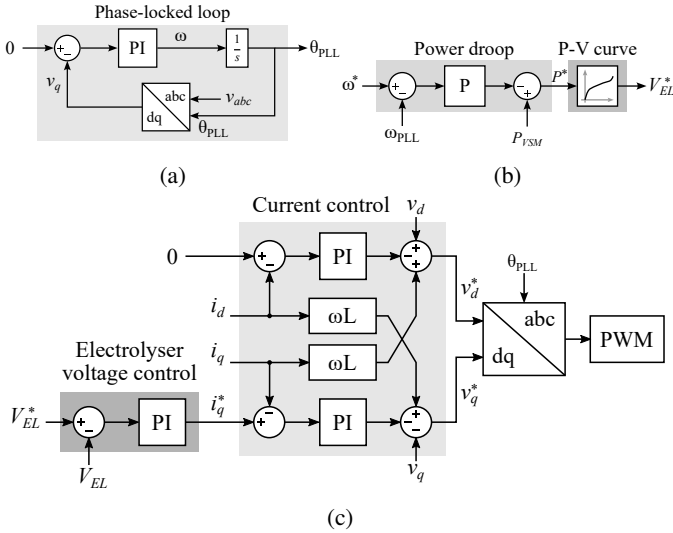 Phase-locked loop
0
+
−
PI
ω
1
s
θPLL
vq
abc
dq
vabc
θPLL
(a)
Power droop
P-V curve
ω*
+
−
P
−
+
P*
V*EL
ωPLL
PVSM
(b)
Current control
vd
0
+
−
PI
−
+
+
v*d
θPLL
id
ωL
abc
dq
PWM
iq
ωL
Electrolyser
voltage control
V*EL
+
−
PI
i*q
+
−
PI
−
−
−
v*q
VEL
vq
(c)